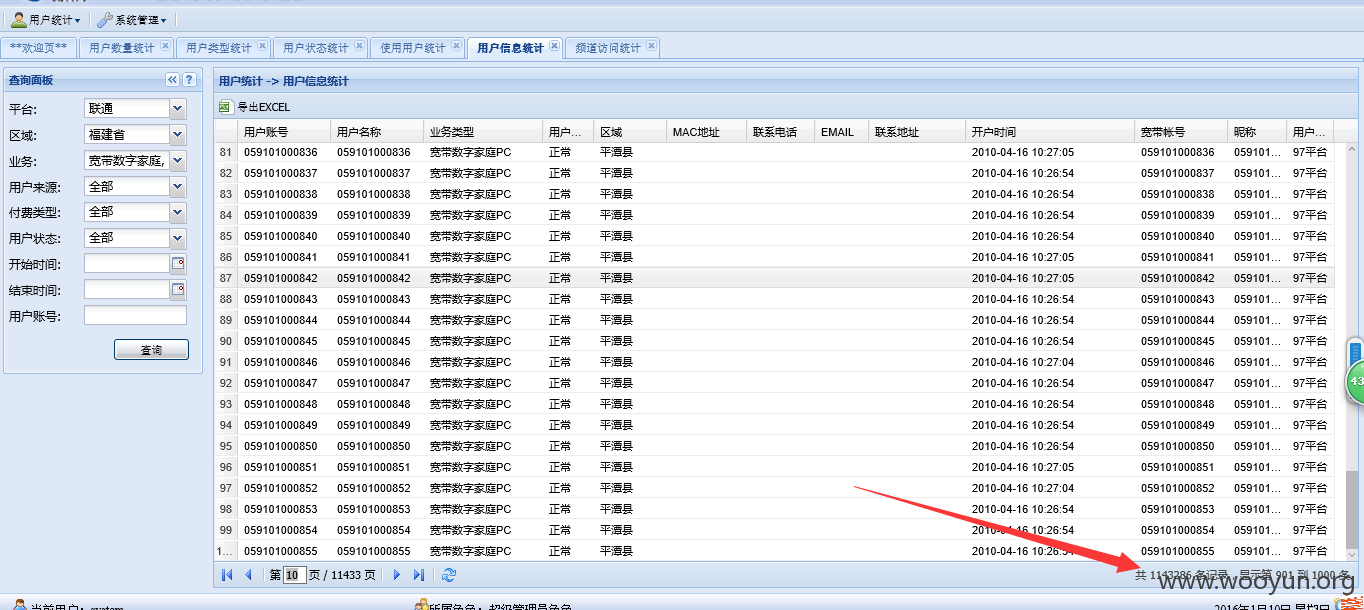 用户统计 系统管理
**欢迎页** 用户数量统计 用户类型统计 用户状态统计 使用用户统计 用户信息统计 频道访问统计
查询面板
平台: 联通
区域: 福建省
业务: 宽带数字家庭,
用户来源: 全部
付费类型: 全部
用户状态: 全部
开始时间:
结束时间:
用户账号:
查询
用户统计 -> 用户信息统计
导出EXCEL
用户账号 用户名称 业务类型 用户... 区域 MAC地址 联系电话 EMAIL 联系地址 开户时间 宽带帐号 昵称 用户...
81 059101000836 059101000836 宽带数字家庭PC 正常 平潭县 2010-04-16 10:27:05 059101000836 059101... 97平台
82 059101000837 059101000837 宽带数字家庭PC 正常 平潭县 2010-04-16 10:26:54 059101000837 059101... 97平台
83 059101000838 059101000838 宽带数字家庭PC 正常 平潭县 2010-04-16 10:26:54 059101000838 059101... 97平台
84 059101000839 059101000839 宽带数字家庭PC 正常 平潭县 2010-04-16 10:26:54 059101000839 059101... 97平台
85 059101000840 059101000840 宽带数字家庭PC 正常 平潭县 2010-04-16 10:26:54 059101000840 059101... 97平台
86 059101000841 059101000841 宽带数字家庭PC 正常 平潭县 2010-04-16 10:26:54 059101000841 059101... 97平台
87 059101000842 059101000842 宽带数字家庭PC 正常 平潭县 2010-04-16 10:27:05 059101000842 059101... 97平台
88 059101000843 059101000843 宽带数字家庭PC 正常 平潭县 2010-04-16 10:26:54 059101000843 059101... 97平台
89 059101000844 059101000844 宽带数字家庭PC 正常 平潭县 2010-04-16 10:26:54 059101000844 059101... 97平台
90 059101000845 059101000845 宽带数字家庭PC 正常 平潭县 2010-04-16 10:26:54 059101000845 059101... 97平台
91 059101000846 059101000846 宽带数字家庭PC 正常 平潭县 2010-04-16 10:27:04 059101000846 059101... 97平台
92 059101000847 059101000847 宽带数字家庭PC 正常 平潭县 2010-04-16 10:26:54 059101000847 059101... 97平台
93 059101000848 059101000848 宽带数字家庭PC 正常 平潭县 2010-04-16 10:26:54 059101000848 059101... 97平台
94 059101000849 059101000849 宽带数字家庭PC 正常 平潭县 2010-04-16 10:26:54 059101000849 059101... 97平台
95 059101000850 059101000850 宽带数字家庭PC 正常 平潭县 2010-04-16 10:26:54 059101000850 059101... 97平台
96 059101000851 059101000851 宽带数字家庭PC 正常 平潭县 2010-04-16 10:27:05 059101000851 059101... 97平台
97 059101000852 059101000852 宽带数字家庭PC 正常 平潭县 2010-04-16 10:27:04 059101000852 059101... 97平台
98 059101000853 059101000853 宽带数字家庭PC 正常 平潭县 2010-04-16 10:26:54 059101000853 059101... 97平台
99 059101000854 059101000854 宽带数字家庭PC 正常 平潭县 2010-04-16 10:26:54 059101000854 059101... 97平台
1... 059101000855 059101000855 宽带数字家庭PC 正常 平潭县 2010-04-16 10:26:54 059101000855 059101... 97平台
第 10 页 / 11433 页 共 1143286 条记录，显示第 901 到 1000 条
www.wooyun.org
43
当前用户: system 所属角色: 超级管理员角色 2016年1月10日 星期日